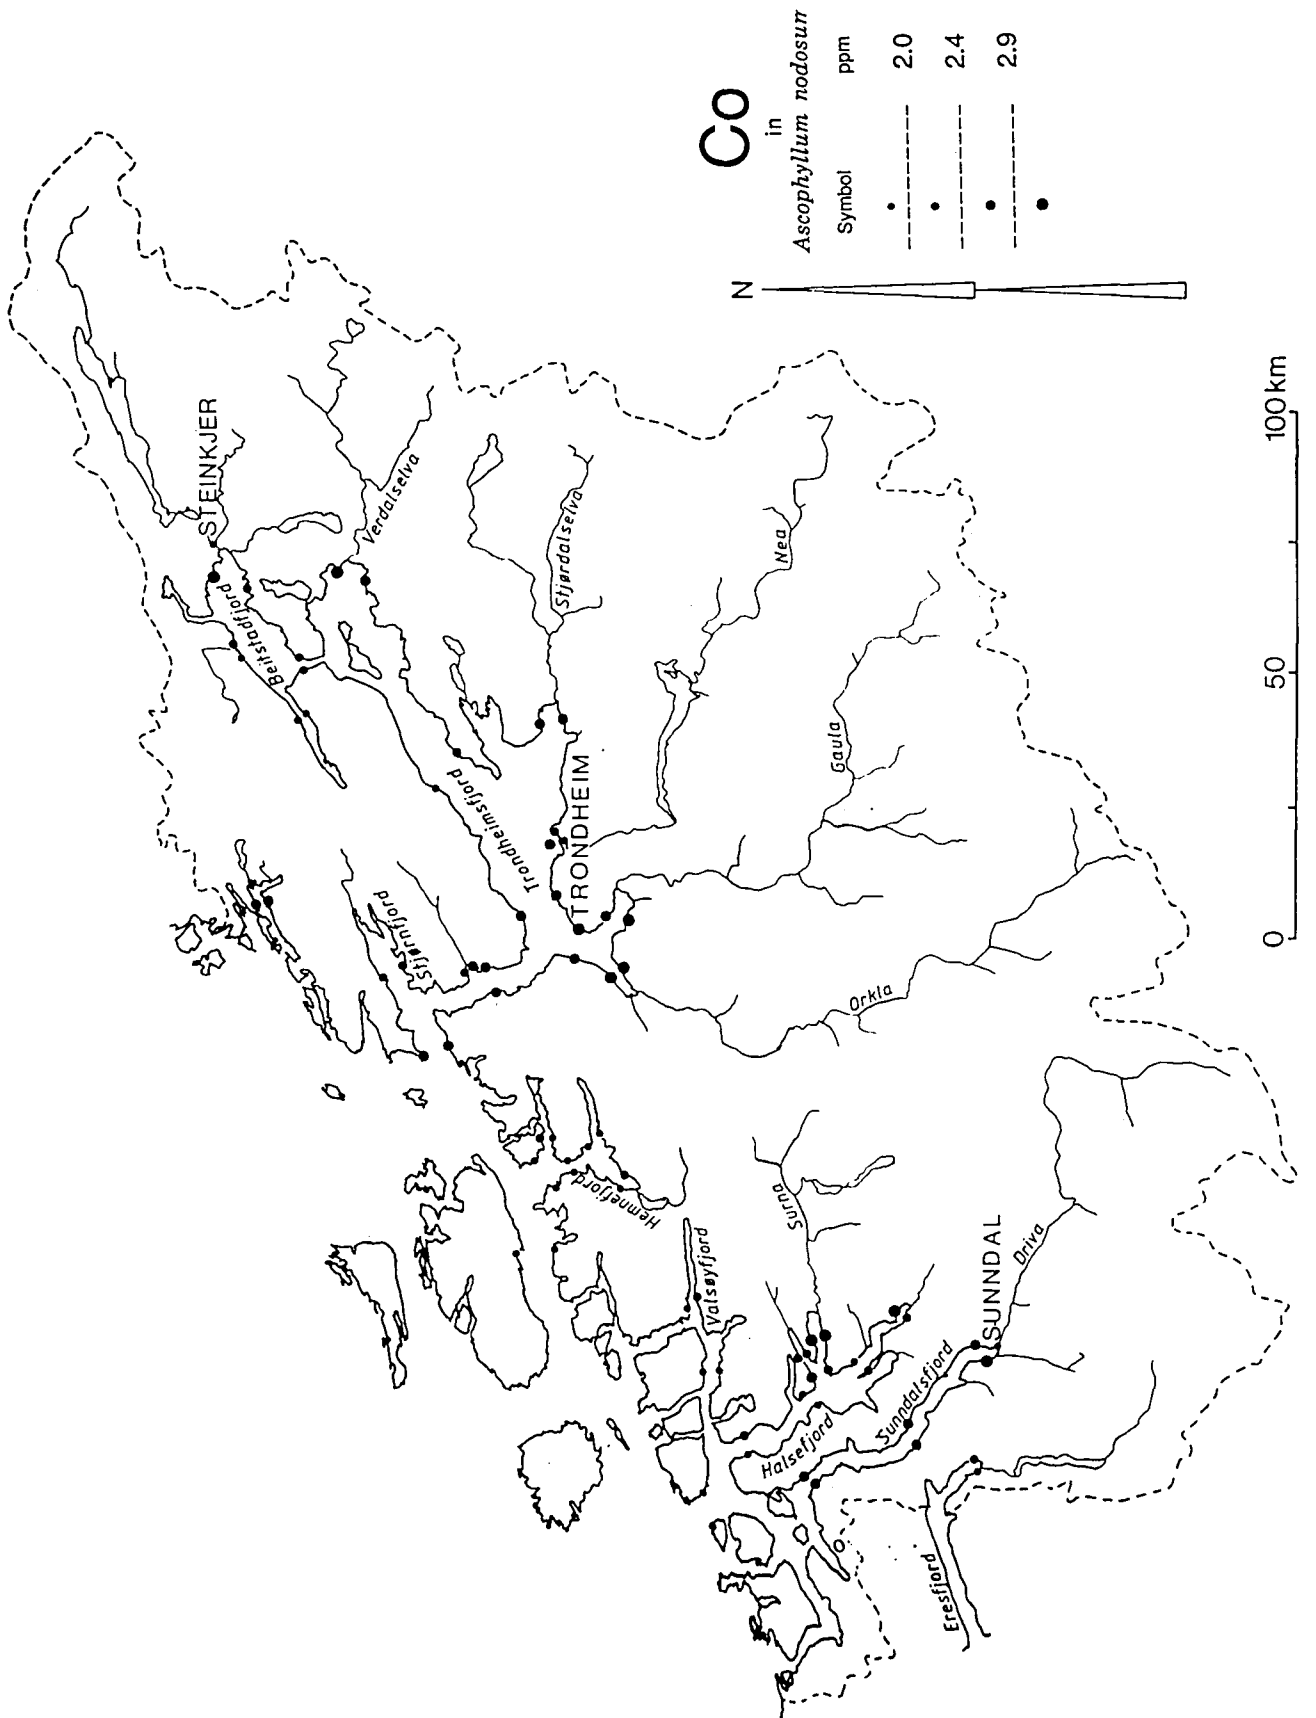 Co
in
Ascophyllum nodosum
Symbol ppm
2.0
2.4
2.9
N
0 50 100 km
STEINKJER
Beitstadfjord
Verdalselva
Stjørdalselva
Nea
Gaula
Trondheimsfjord
TRONDHEIM
Stjørnfjord
Orkla
Hemnefjord
Valsøyfjord
Surna
Driva
SUNNDAL
Sunndalsfjord
Halsefjord
Eresfjord